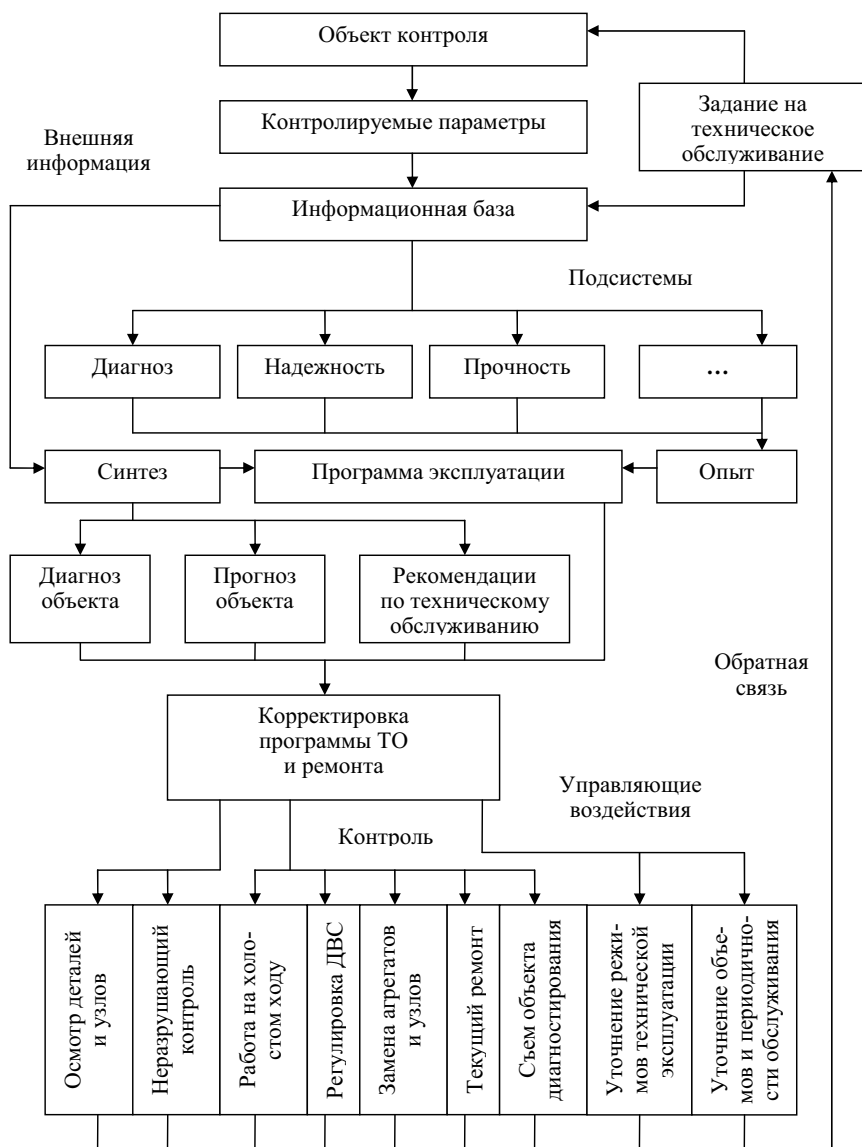 Объект контроля
Задание на
техническое
обслуживание
Контролируемые параметры
Внешняя
информация
Информационная база
Подсистемы
Диагноз
Надежность
Прочность
...
Синтез
Программа эксплуатации
Опыт
Диагноз
объекта
Прогноз
объекта
Рекомендации
по техническому
обслуживанию
Обратная
связь
Корректировка
программы ТО
и ремонта
Управляющие
воздействия
Контроль
Осмотр деталей
и узлов
Неразрушающий
контроль
Работа на холо-
стом ходу
Регулировка ДВС
Замена агрегатов
и узлов
Текущий ремонт
Съем объекта
диагностирования
Уточнение режи-
мов технической
эксплуатации
Уточнение объе-
мов и периодично-
сти обслуживания